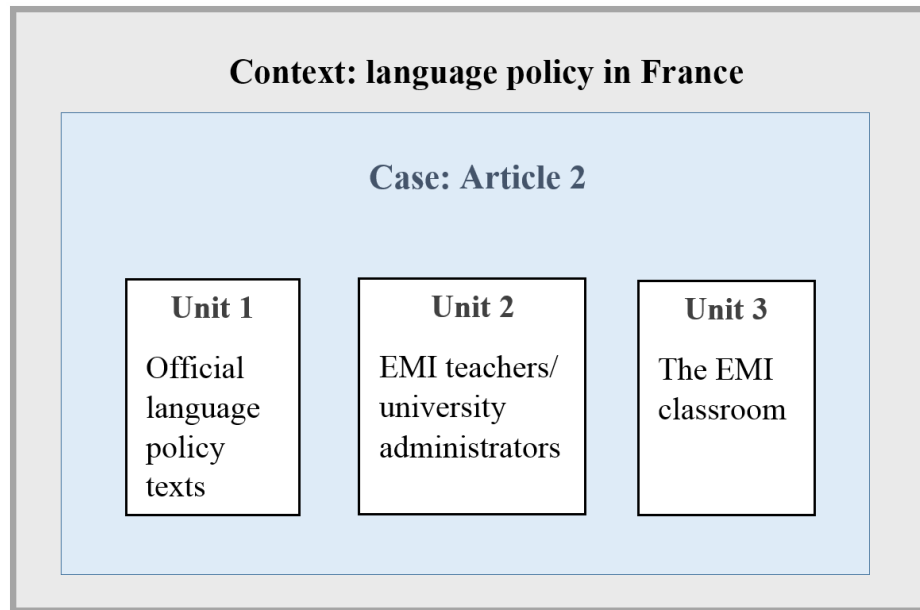 Context: language policy in France
Case: Article 2
Unit 1
Official
language
policy
texts
Unit 2
EMI teachers/
university
administrators
Unit 3
The EMI
classroom